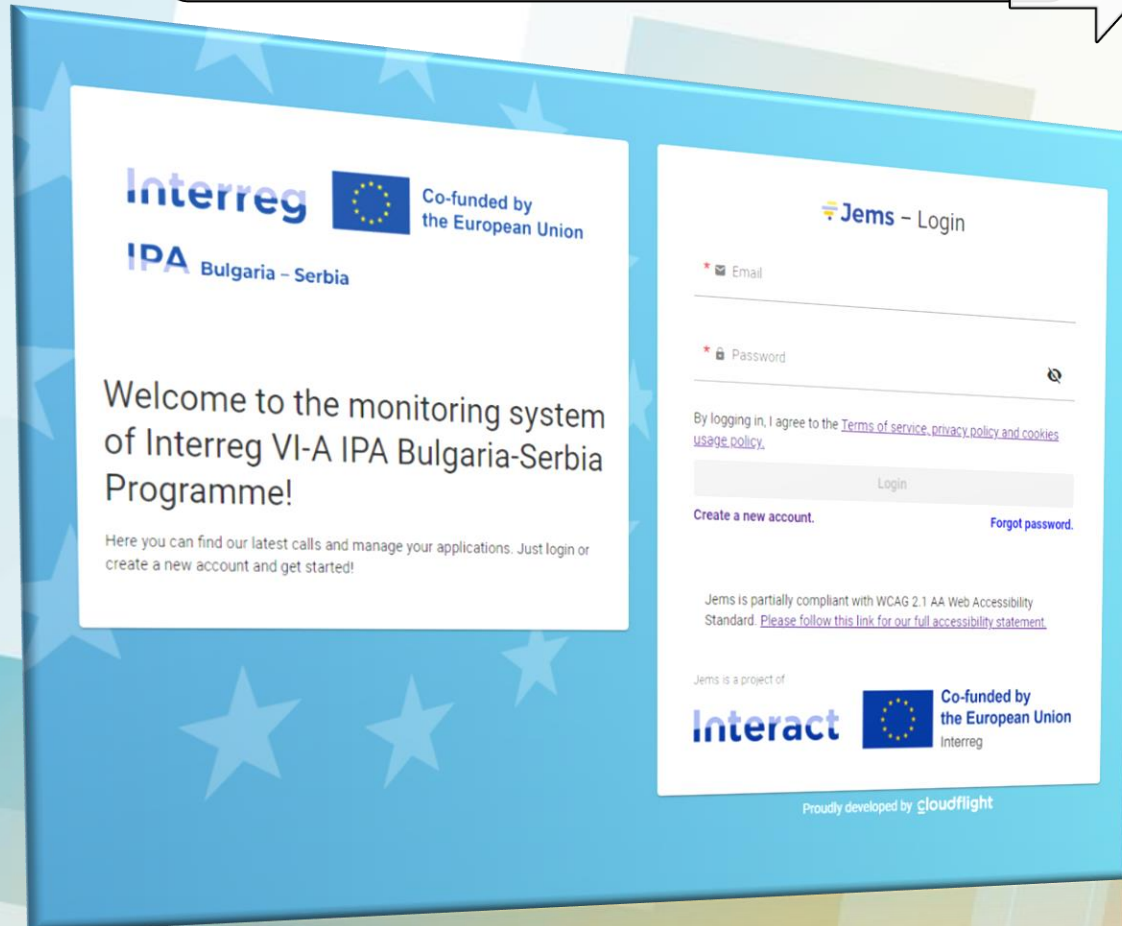 Interreg
Co-funded by
the European Union
IPA Bulgaria – Serbia
Welcome to the monitoring system
of Interreg VI-A IPA Bulgaria-Serbia
Programme!
Here you can find our latest calls and manage your applications. Just login or
create a new account and get started!
Jems – Login
* Email
* Password
By logging in, I agree to the Terms of service, privacy policy and cookies
usage policy.
Login
Create a new account.
Forgot password.
Jems is partially compliant with WCAG 2.1 AA Web Accessibility
Standard. Please follow this link for our full accessibility statement.
Jems is a project of
Interact
Co-funded by
the European Union
Interreg
Proudly developed by cloudflight